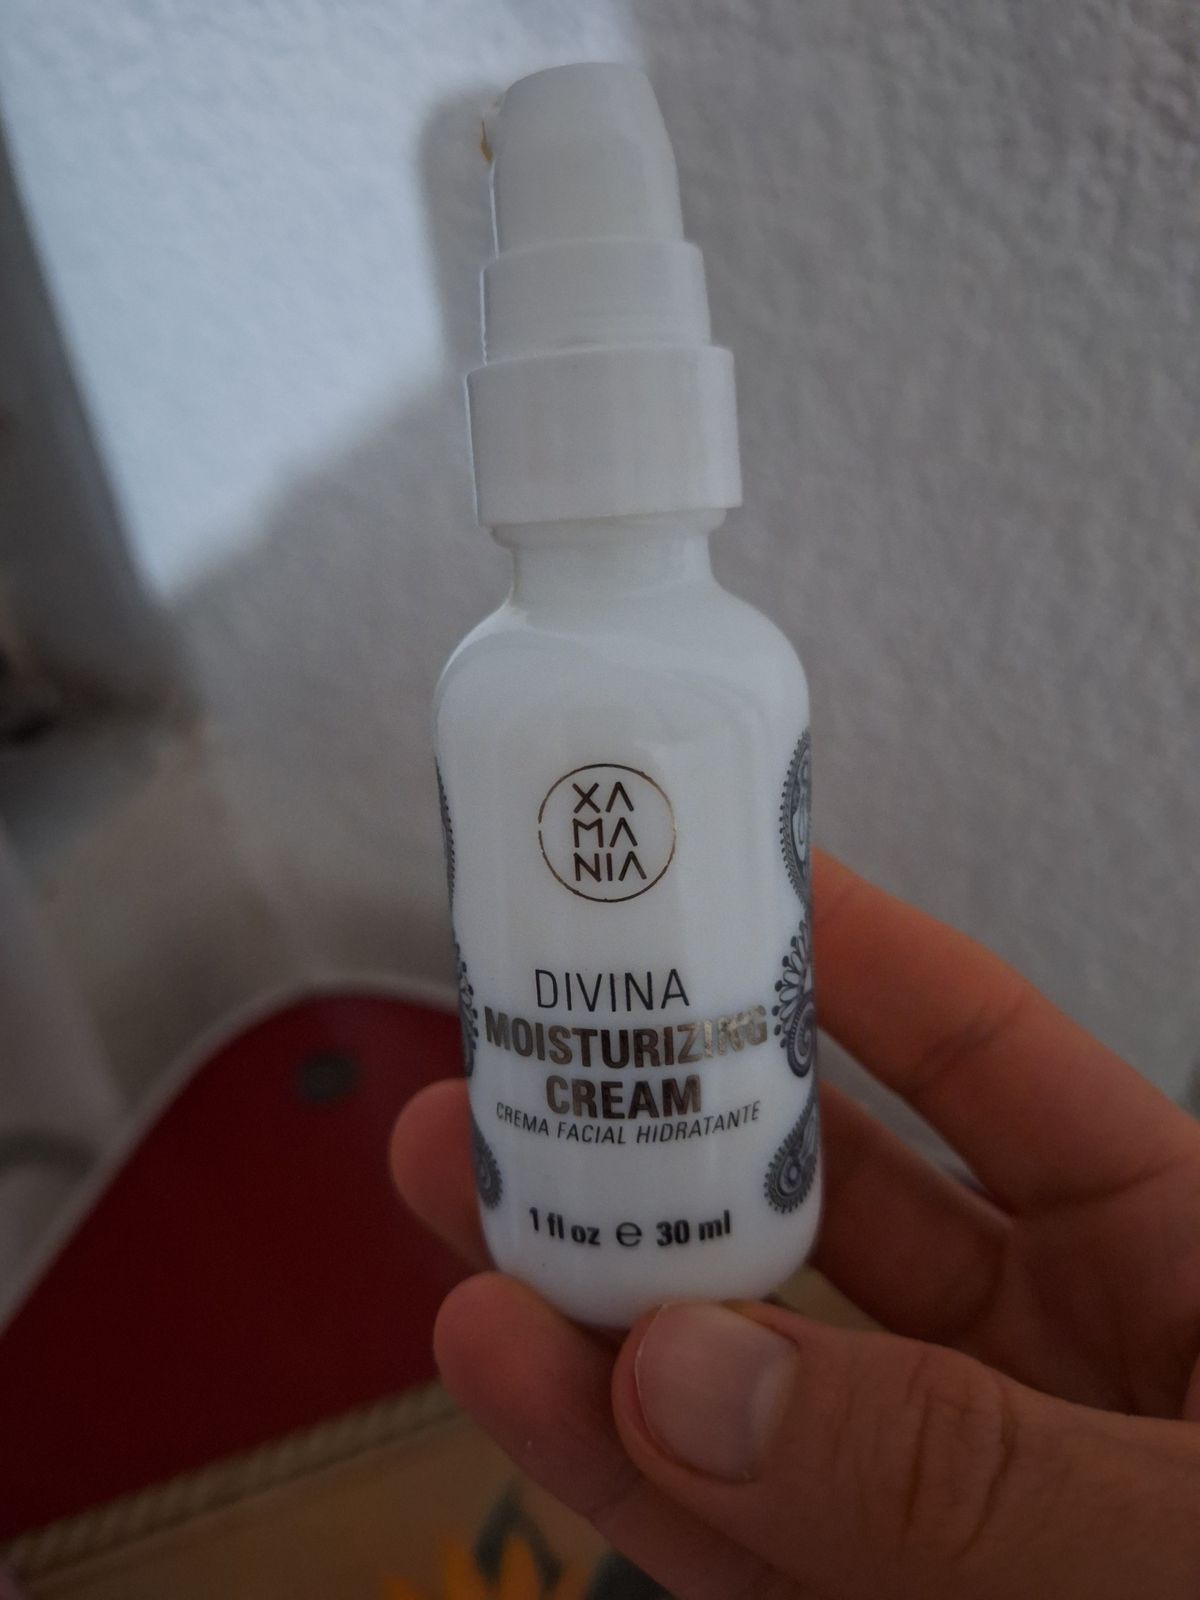 XA
MA
NIA
DIVINA
MOISTURIZING
CREAM
CREMA FACIAL HIDRATANTE
1 fl oz ℮ 30 ml